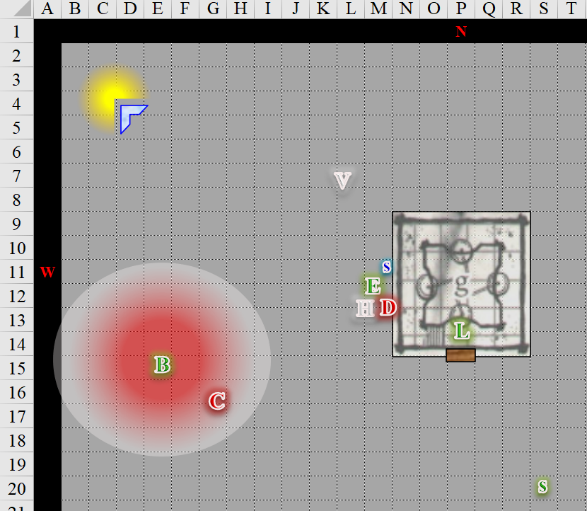 A B C D E F G H I J K L M N O P Q R S T
1 N
2
3
4
5
6
7 V
8
9
10 g
11 W S
12 E
13 H D
14 L
15 B
16 C
17
18
19
20 S
21